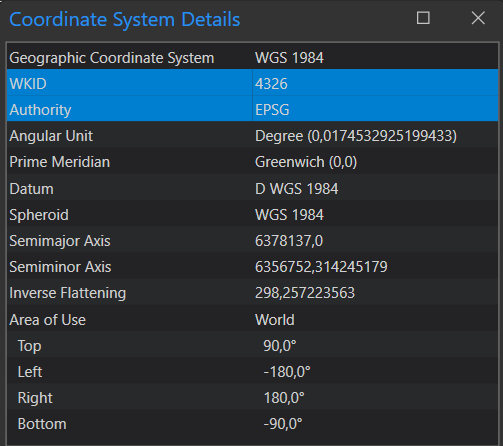 Coordinate System Details
Geographic Coordinate System WGS 1984
WKID 4326
Authority EPSG
Angular Unit Degree (0,0174532925199433)
Prime Meridian Greenwich (0,0)
Datum D WGS 1984
Spheroid WGS 1984
Semimajor Axis 6378137,0
Semiminor Axis 6356752,314245179
Inverse Flattening 298,257223563
Area of Use World
Top 90,0°
Left -180,0°
Right 180,0°
Bottom -90,0°